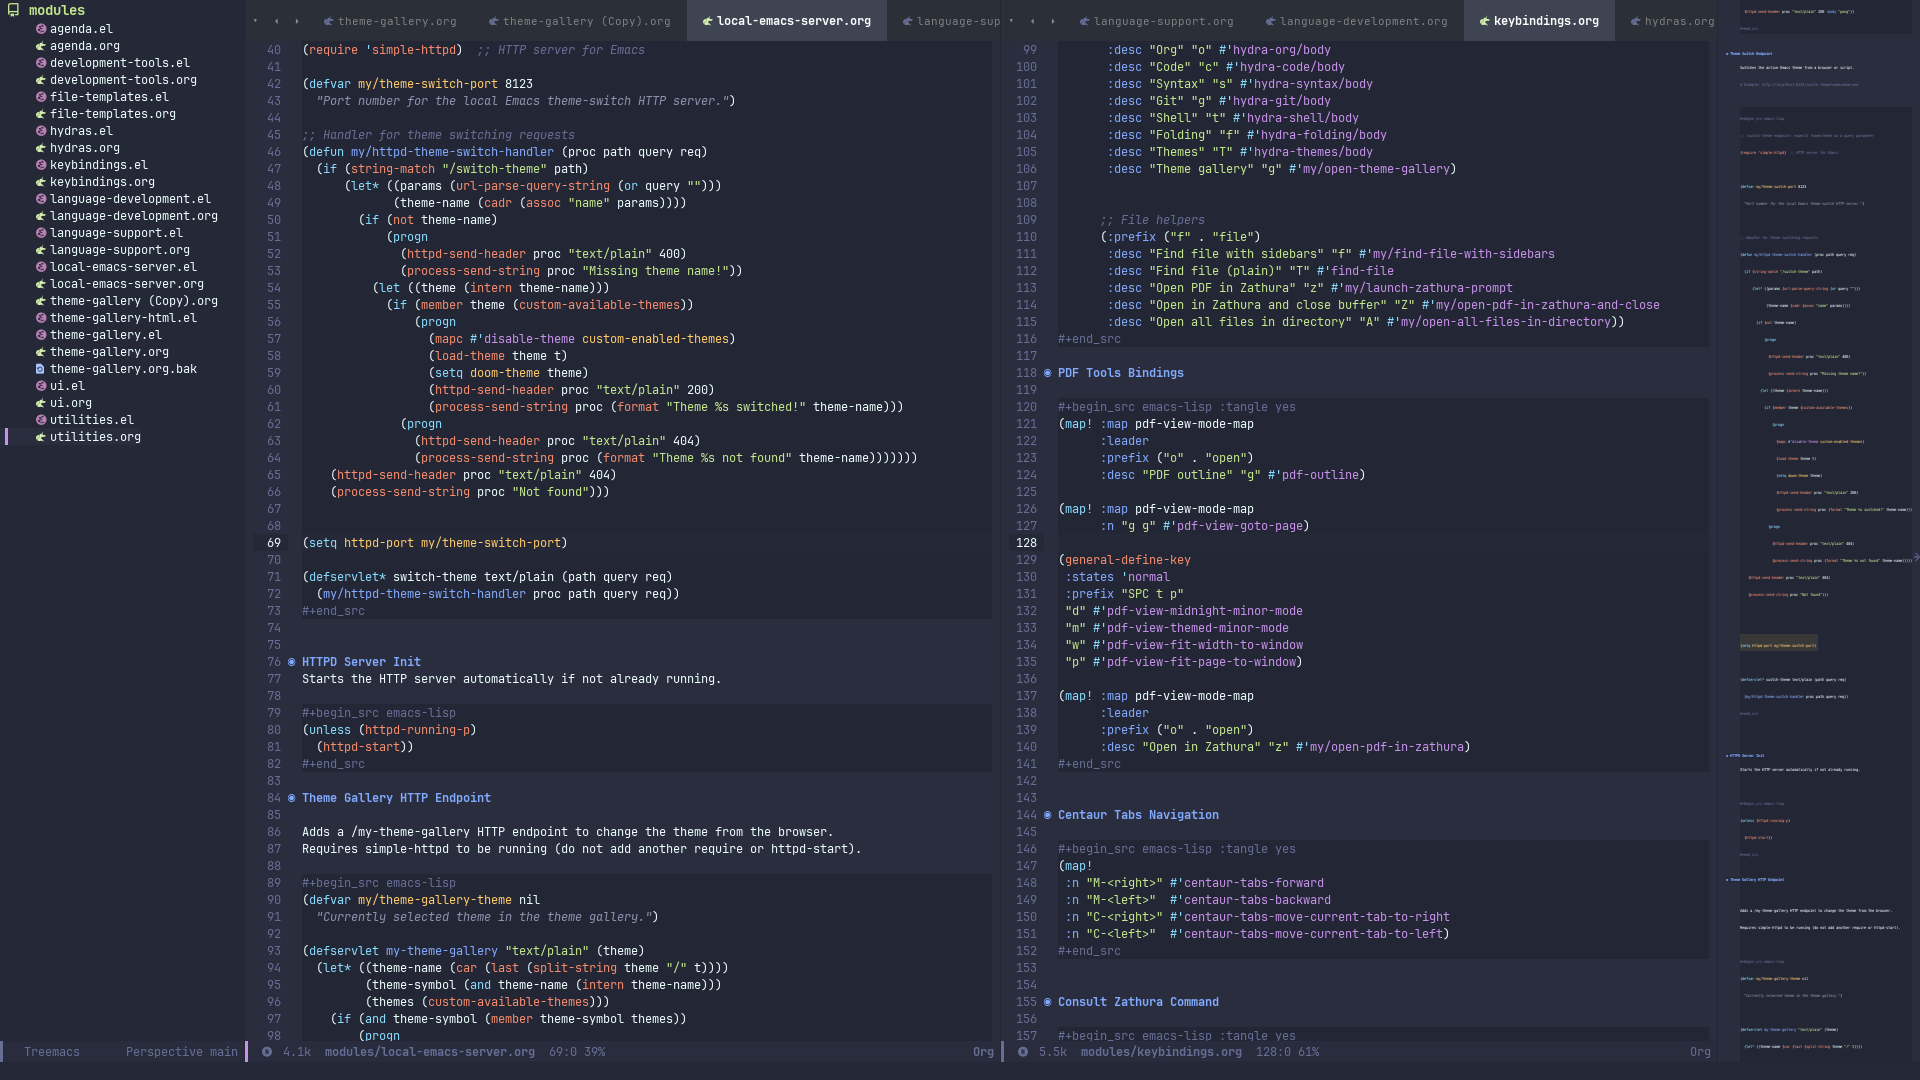 modules
agenda.el
agenda.org
development-tools.el
development-tools.org
file-templates.el
file-templates.org
hydras.el
hydras.org
keybindings.el
keybindings.org
language-development.el
language-development.org
language-support.el
language-support.org
local-emacs-server.el
local-emacs-server.org
theme-gallery (Copy).org
theme-gallery-html.el
theme-gallery.el
theme-gallery.org
theme-gallery.org.bak
ui.el
ui.org
utilities.el
utilities.org
Treemacs Perspective main
theme-gallery.org theme-gallery (Copy).org local-emacs-server.org language-sup
40 (require 'simple-httpd)  ;; HTTP server for Emacs
41
42 (defvar my/theme-switch-port 8123
43   "Port number for the local Emacs theme-switch HTTP server.")
44
45 ;; Handler for theme switching requests
46 (defun my/httpd-theme-switch-handler (proc path query req)
47   (if (string-match "/switch-theme" path)
48       (let* ((params (url-parse-query-string (or query "")))
49              (theme-name (cadr (assoc "name" params))))
50         (if (not theme-name)
51             (progn
52               (httpd-send-header proc "text/plain" 400)
53               (process-send-string proc "Missing theme name!"))
54           (let ((theme (intern theme-name)))
55             (if (member theme (custom-available-themes))
56                 (progn
57                   (mapc #'disable-theme custom-enabled-themes)
58                   (load-theme theme t)
59                   (setq doom-theme theme)
60                   (httpd-send-header proc "text/plain" 200)
61                   (process-send-string proc (format "Theme %s switched!" theme-name)))
62               (progn
63                 (httpd-send-header proc "text/plain" 404)
64                 (process-send-string proc (format "Theme %s not found" theme-name)))))))
65     (httpd-send-header proc "text/plain" 404)
66     (process-send-string proc "Not found")))
67
68
69 (setq httpd-port my/theme-switch-port)
70
71 (defservlet* switch-theme text/plain (path query req)
72   (my/httpd-theme-switch-handler proc path query req))
73 #+end_src
74
75
76 ◉ HTTPD Server Init
77 Starts the HTTP server automatically if not already running.
78
79 #+begin_src emacs-lisp
80 (unless (httpd-running-p)
81   (httpd-start))
82 #+end_src
83
84 ◉ Theme Gallery HTTP Endpoint
85
86 Adds a /my-theme-gallery HTTP endpoint to change the theme from the browser.
87 Requires simple-httpd to be running (do not add another require or httpd-start).
88
89 #+begin_src emacs-lisp
90 (defvar my/theme-gallery-theme nil
91   "Currently selected theme in the theme gallery.")
92
93 (defservlet my-theme-gallery "text/plain" (theme)
94   (let* ((theme-name (car (last (split-string theme "/" t))))
95          (theme-symbol (and theme-name (intern theme-name)))
96          (themes (custom-available-themes)))
97     (if (and theme-symbol (member theme-symbol themes))
98         (progn
4.1k modules/local-emacs-server.org 69:0 39% Org
language-support.org language-development.org keybindings.org hydras.org
99        :desc "Org" "o" #'hydra-org/body
100       :desc "Code" "c" #'hydra-code/body
101       :desc "Syntax" "s" #'hydra-syntax/body
102       :desc "Git" "g" #'hydra-git/body
103       :desc "Shell" "t" #'hydra-shell/body
104       :desc "Folding" "f" #'hydra-folding/body
105       :desc "Themes" "T" #'hydra-themes/body
106       :desc "Theme gallery" "g" #'my/open-theme-gallery)
107
108
109      ;; File helpers
110      (:prefix ("f" . "file")
111       :desc "Find file with sidebars" "f" #'my/find-file-with-sidebars
112       :desc "Find file (plain)" "T" #'find-file
113       :desc "Open PDF in Zathura" "z" #'my/launch-zathura-prompt
114       :desc "Open in Zathura and close buffer" "Z" #'my/open-pdf-in-zathura-and-close
115       :desc "Open all files in directory" "A" #'my/open-all-files-in-directory))
116 #+end_src
117
118 ◉ PDF Tools Bindings
119
120 #+begin_src emacs-lisp :tangle yes
121 (map! :map pdf-view-mode-map
122       :leader
123       :prefix ("o" . "open")
124       :desc "PDF outline" "g" #'pdf-outline)
125
126 (map! :map pdf-view-mode-map
127       :n "g g" #'pdf-view-goto-page)
128
129 (general-define-key
130  :states 'normal
131  :prefix "SPC t p"
132  "d" #'pdf-view-midnight-minor-mode
133  "m" #'pdf-view-themed-minor-mode
134  "w" #'pdf-view-fit-width-to-window
135  "p" #'pdf-view-fit-page-to-window)
136
137 (map! :map pdf-view-mode-map
138       :leader
139       :prefix ("o" . "open")
140       :desc "Open in Zathura" "z" #'my/open-pdf-in-zathura)
141 #+end_src
142
143
144 ◉ Centaur Tabs Navigation
145
146 #+begin_src emacs-lisp :tangle yes
147 (map!
148  :n "M-<right>" #'centaur-tabs-forward
149  :n "M-<left>"  #'centaur-tabs-backward
150  :n "C-<right>" #'centaur-tabs-move-current-tab-to-right
151  :n "C-<left>"  #'centaur-tabs-move-current-tab-to-left)
152 #+end_src
153
154
155 ◉ Consult Zathura Command
156
157 #+begin_src emacs-lisp :tangle yes
5.5k modules/keybindings.org 128:0 61% Org